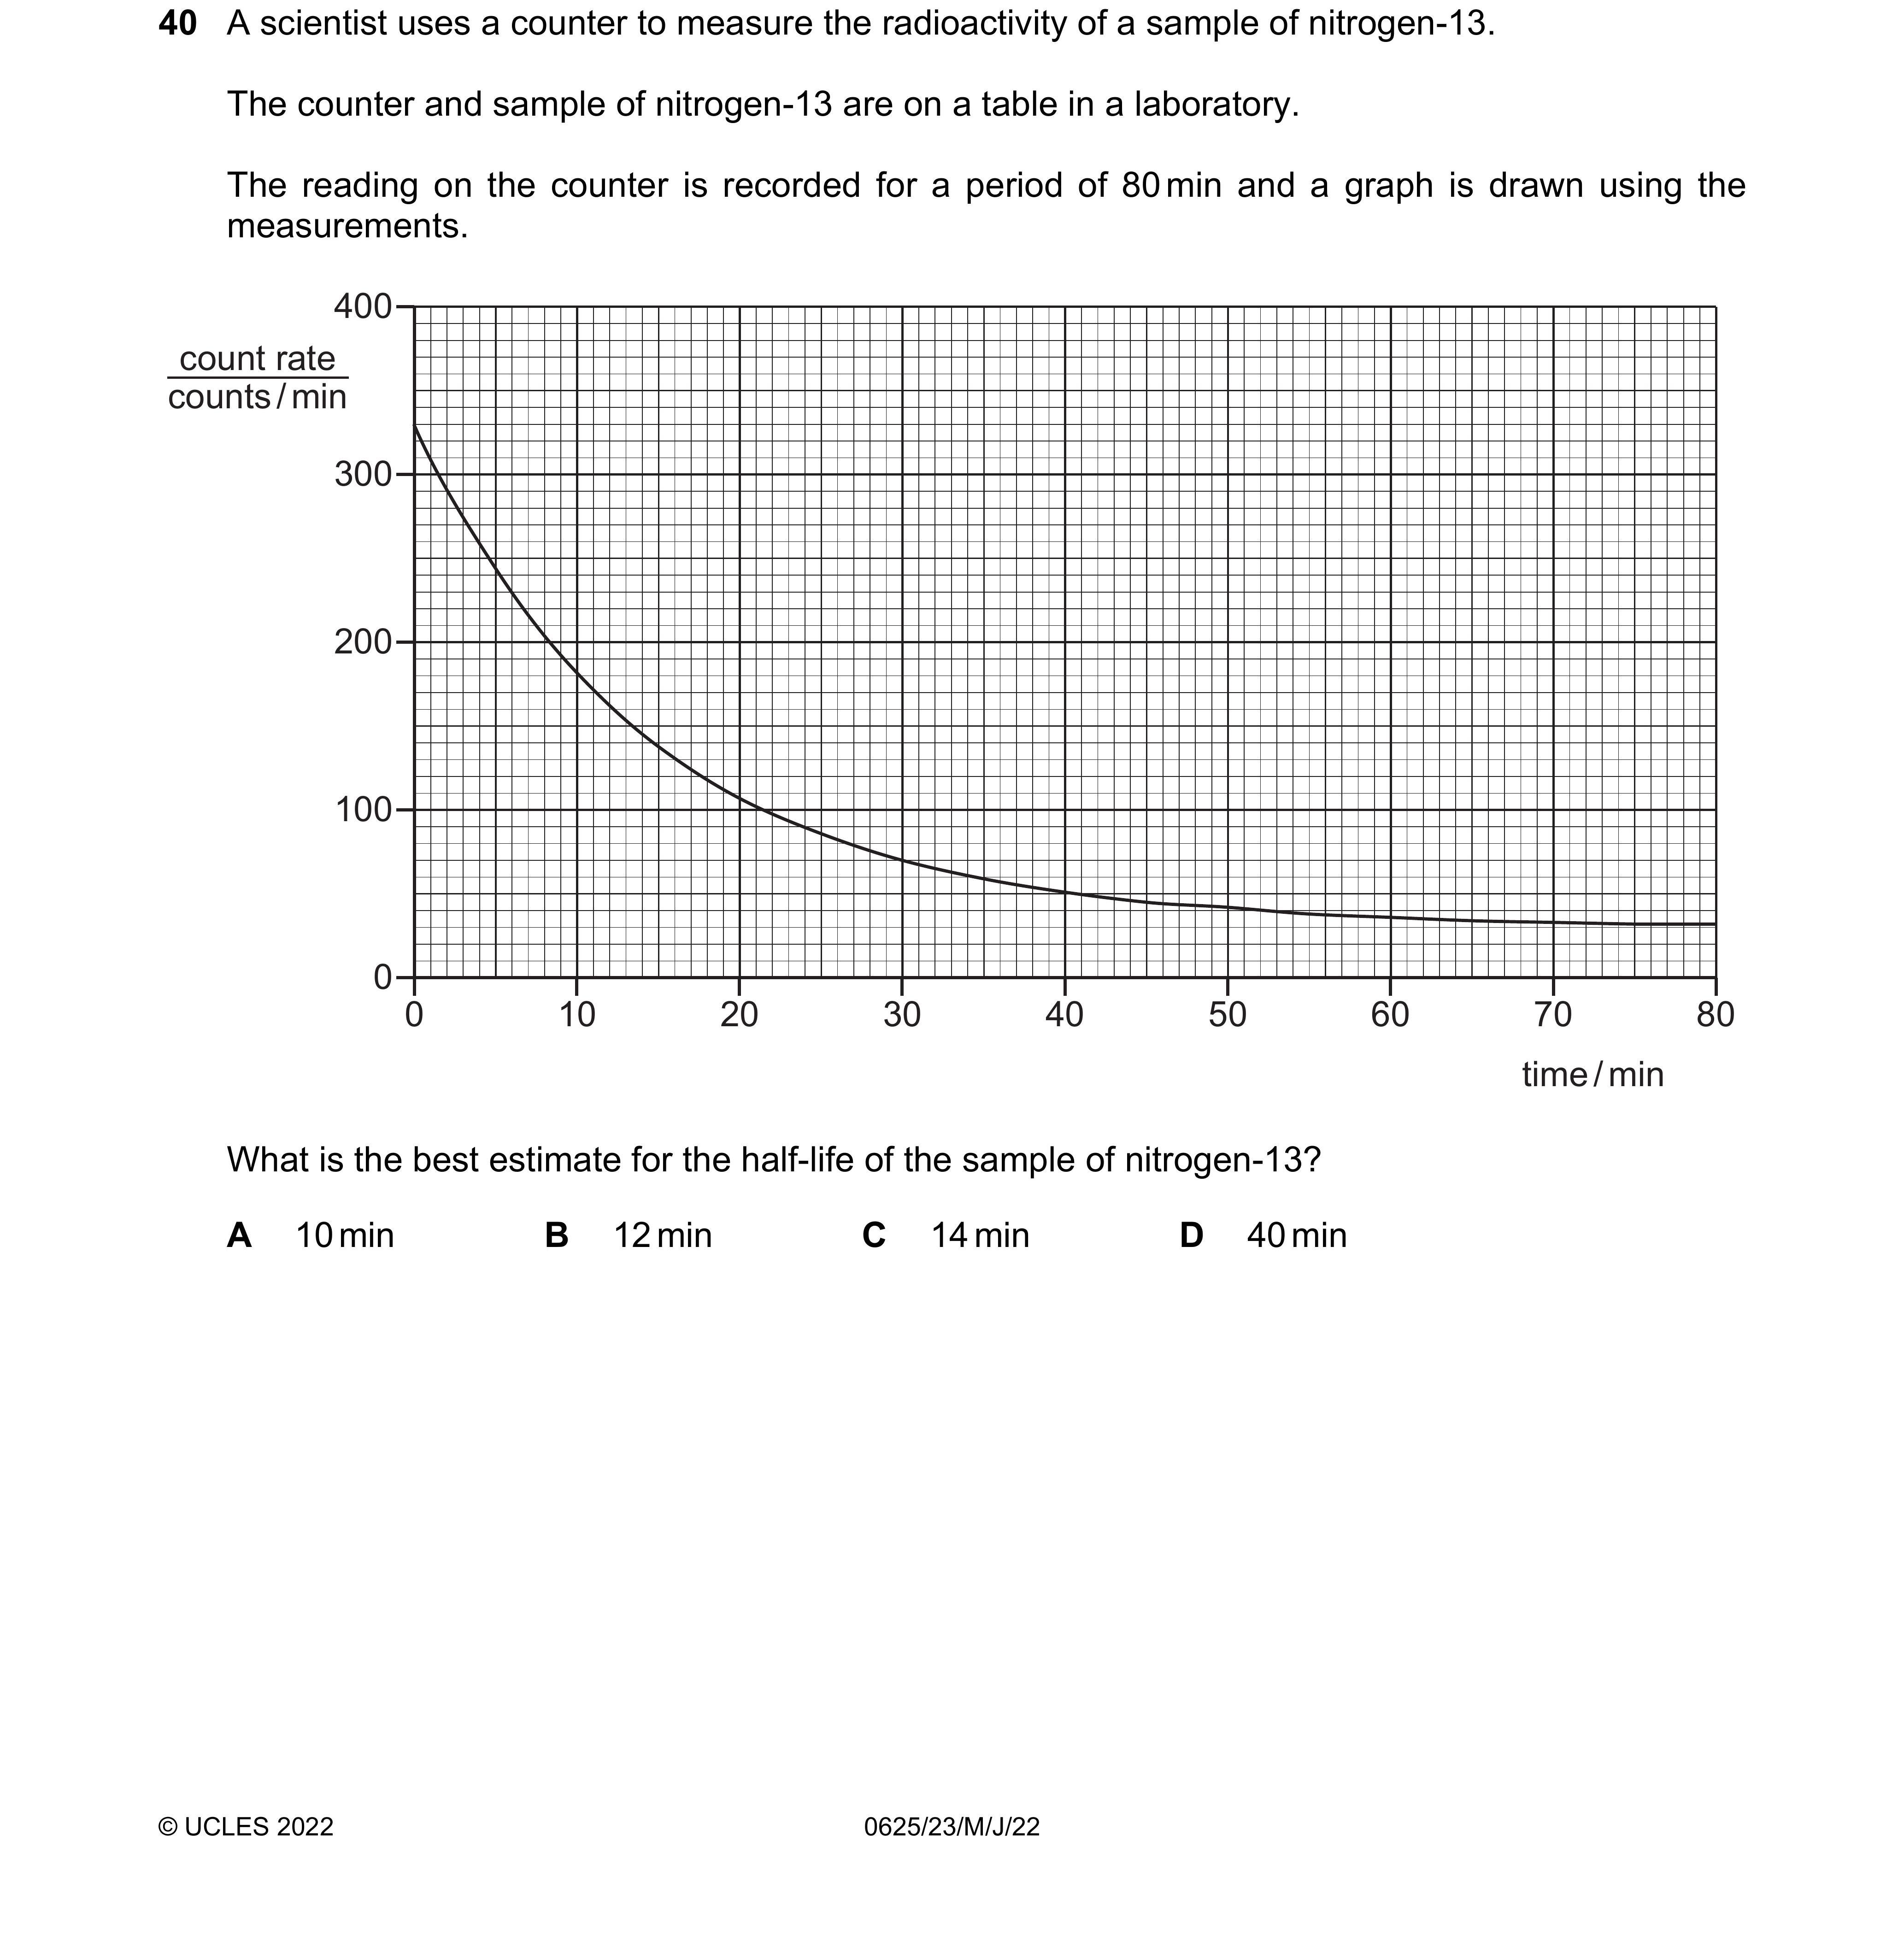 40 A scientist uses a counter to measure the radioactivity of a sample of nitrogen-13.
The counter and sample of nitrogen-13 are on a table in a laboratory.
The reading on the counter is recorded for a period of 80 min and a graph is drawn using the
measurements.
400
count rate
counts / min
300
200
100
0
0 10 20 30 40 50 60 70 80
time / min
What is the best estimate for the half-life of the sample of nitrogen-13?
A 10 min B 12 min C 14 min D 40 min
© UCLES 2022 0625/23/M/J/22